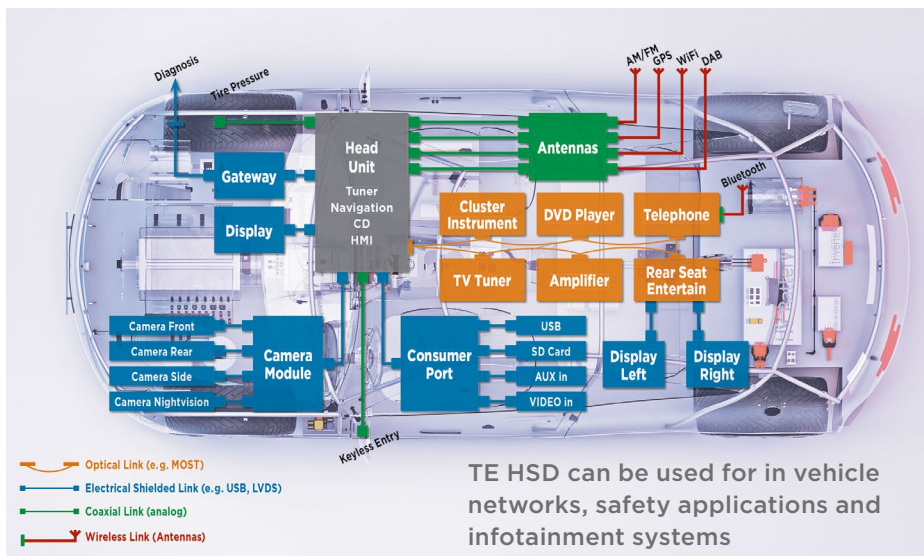 Diagnosis
Tire Pressure
AM/FM
GPS
WiFi
DAB
Head
Unit
Tuner
Navigation
CD
HMI
Antennas
Gateway
Display
Bluetooth
Cluster
Instrument
DVD Player
Telephone
TV Tuner
Amplifier
Rear Seat
Entertain
Camera Front
Camera Rear
Camera Side
Camera Nightvision
Camera
Module
Consumer
Port
USB
SD Card
AUX in
VIDEO in
Display
Left
Display
Right
Keyless Entry
Optical Link (e.g. MOST)
Electrical Shielded Link (e.g. USB, LVDS)
Coaxial Link (analog)
Wireless Link (Antennas)
TE HSD can be used for in vehicle
networks, safety applications and
infotainment systems